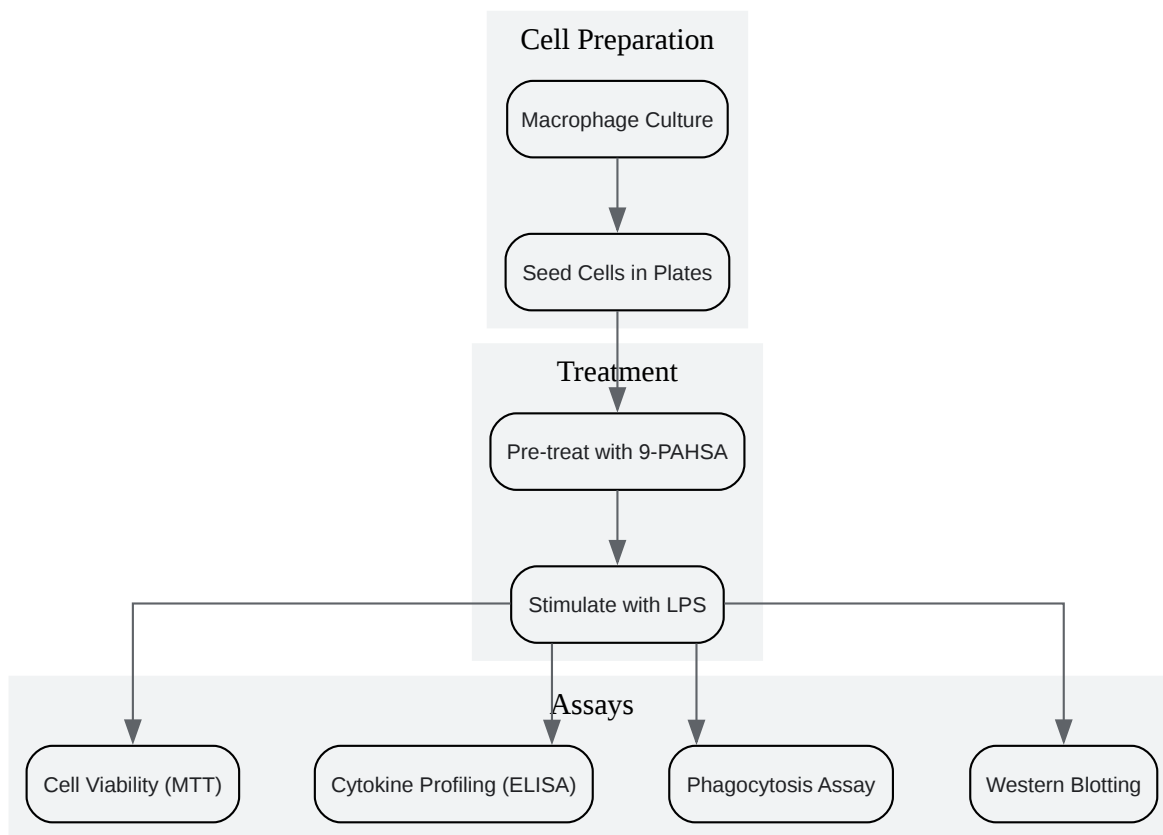 Cell Preparation
Macrophage Culture
Seed Cells in Plates
Treatment
Pre-treat with 9-PAHSA
Stimulate with LPS
Assays
Cell Viability (MTT)
Cytokine Profiling (ELISA)
Phagocytosis Assay
Western Blotting